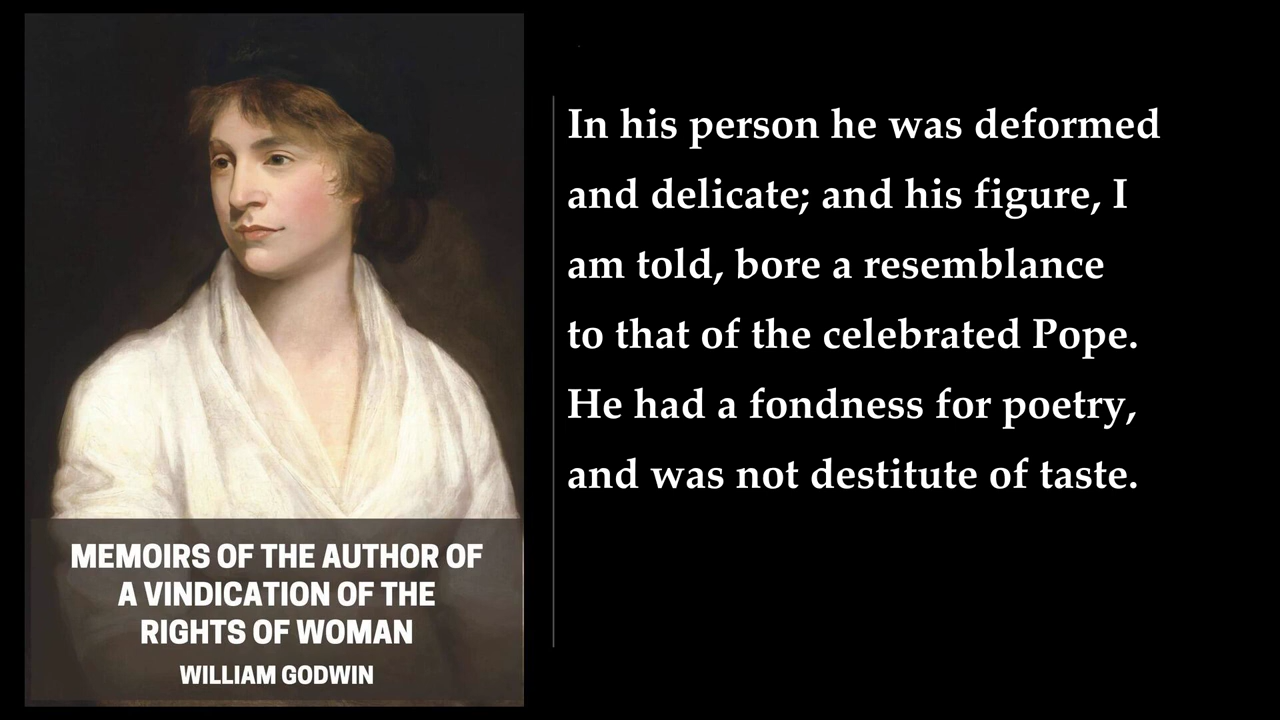 In his person he was deformed
and delicate; and his figure, I
am told, bore a resemblance
to that of the celebrated Pope.
He had a fondness for poetry,
and was not destitute of taste.
MEMOIRS OF THE AUTHOR OF
A VINDICATION OF THE
RIGHTS OF WOMAN
WILLIAM GODWIN